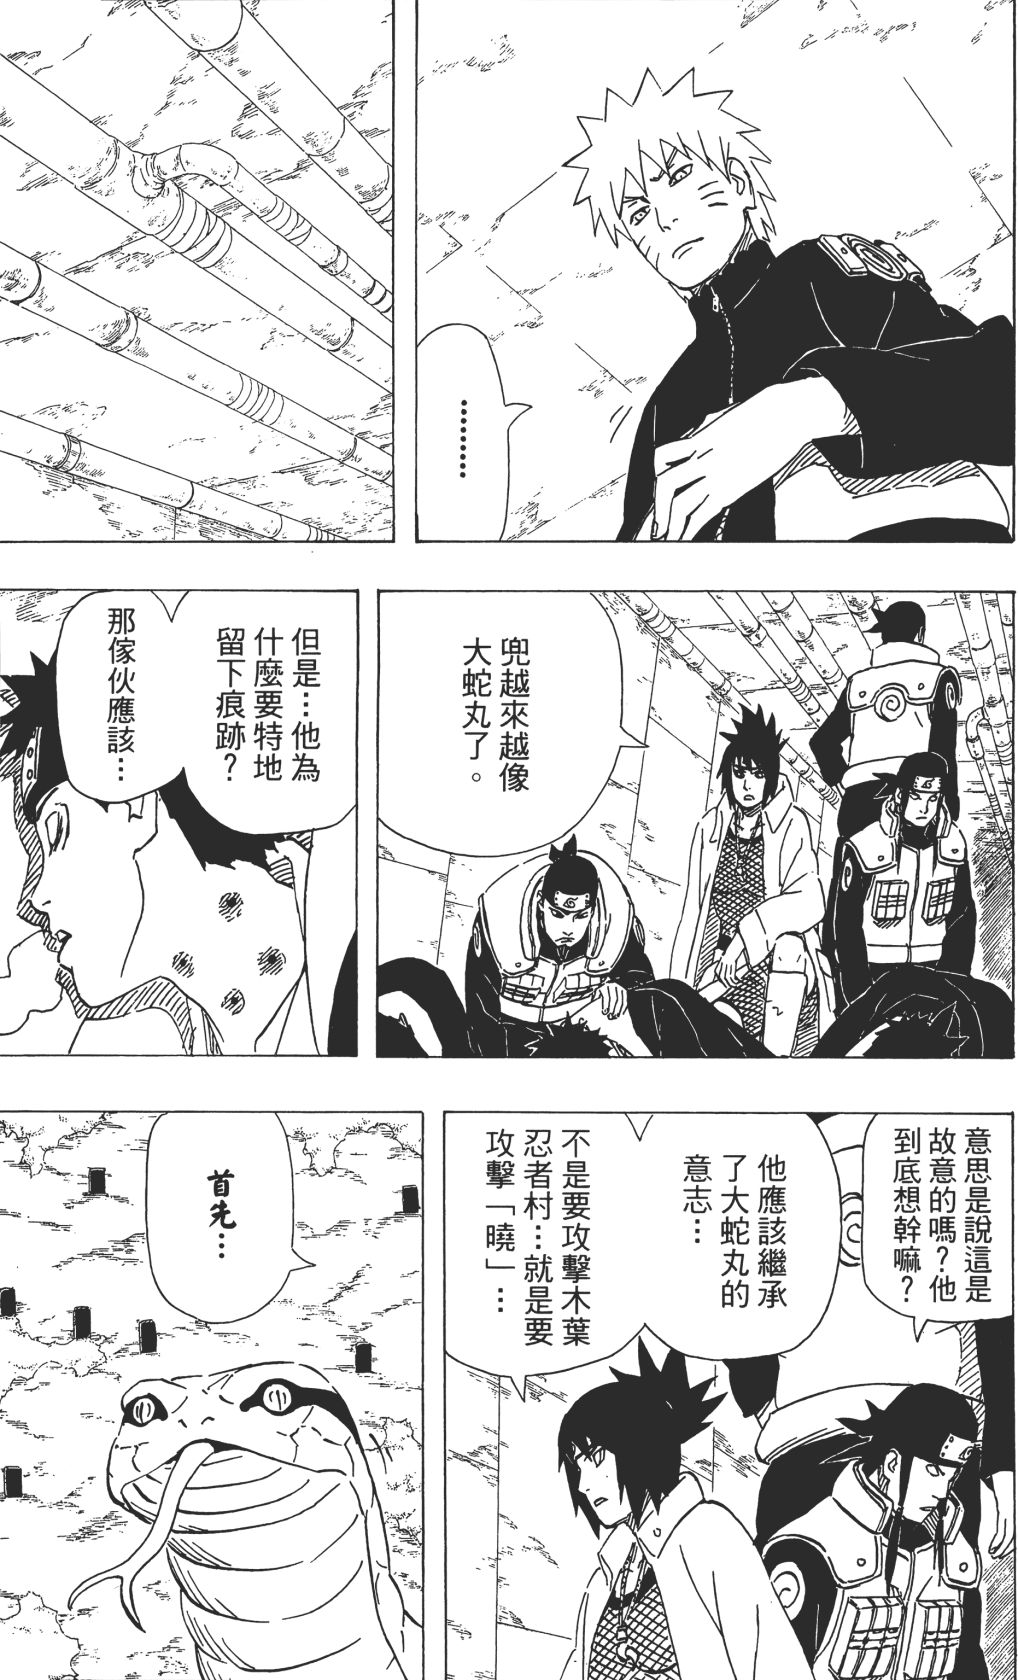 ………
兜越來越像
大蛇丸了。
但是…他為
什麼要特地
留下痕跡？
那傢伙應該…
意思是說這是
故意的嗎？他
到底想幹嘛？
他應該繼承
了大蛇丸的
意志…
不是要攻擊木葉
忍者村…就是要
攻擊「曉」…
首先…